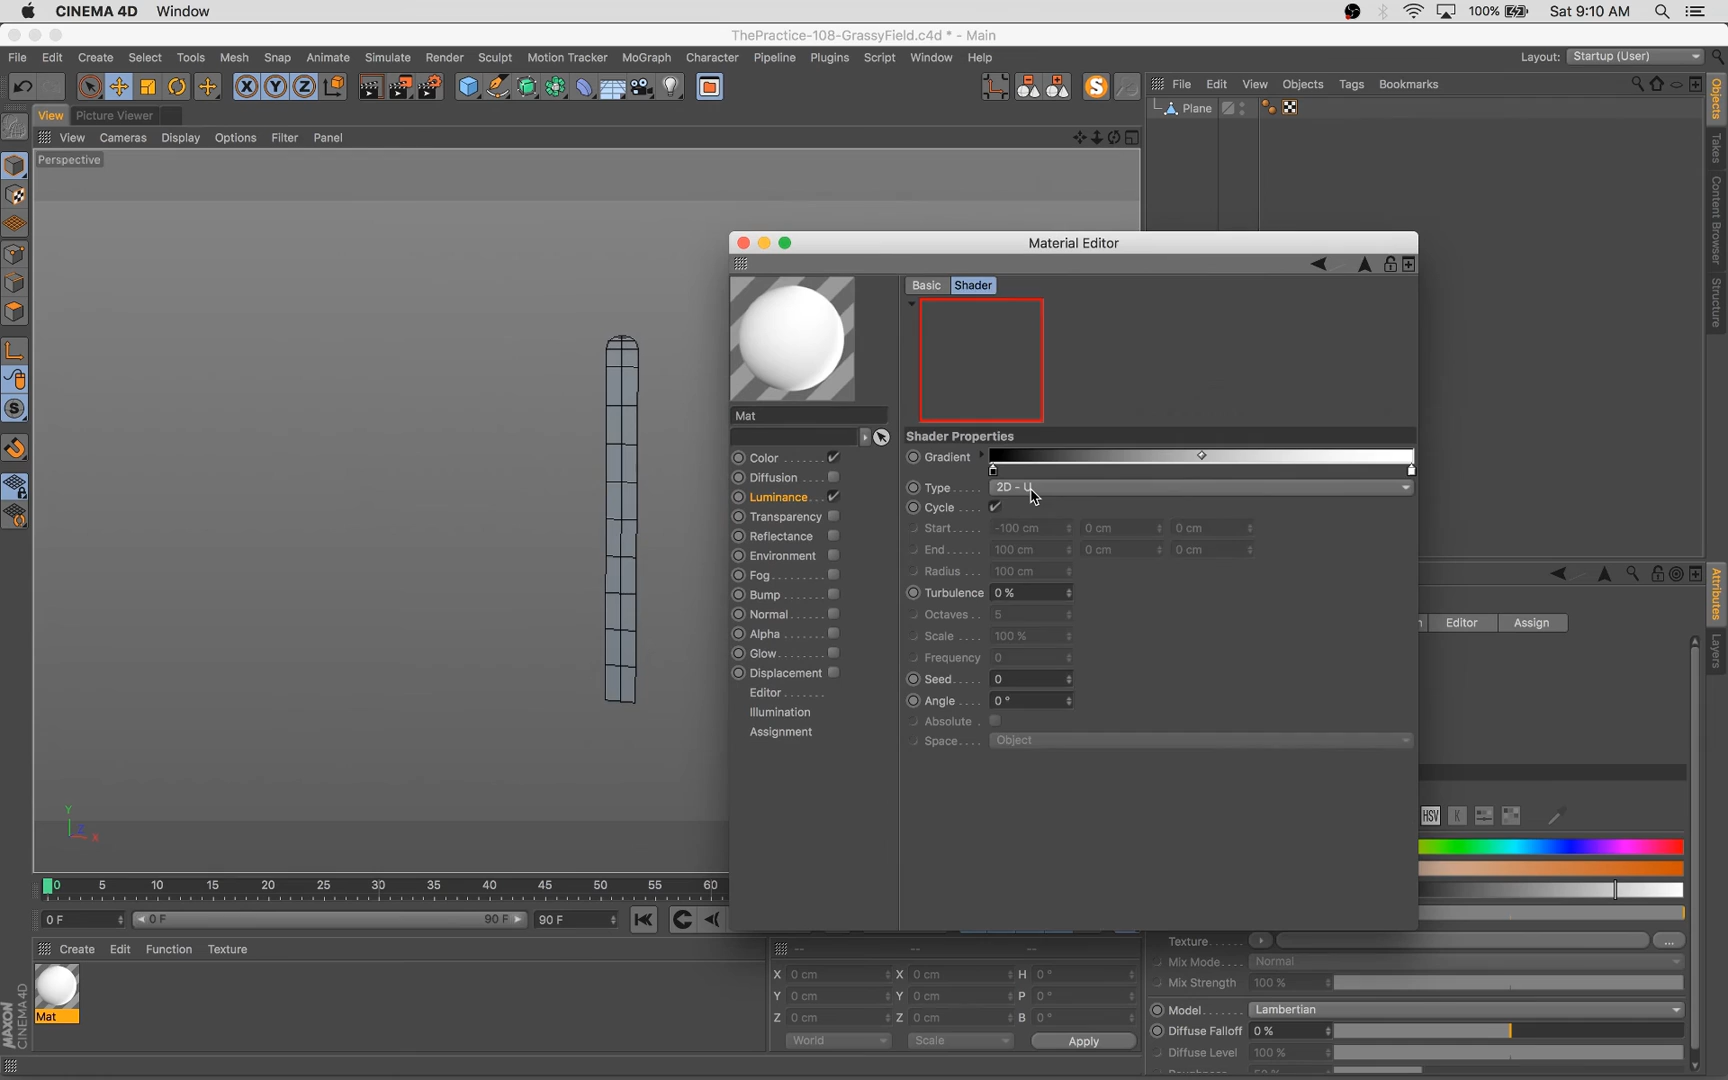 CINEMA 4D Window 100% Sat 9:10 AM
ThePractice-108-GrassyField.c4d * - Main
File Edit Create Select Tools Mesh Snap Animate Simulate Render Sculpt Motion Tracker MoGraph Character Pipeline Plugins Script Window Help Layout: Startup (User)
X Y Z S File Edit View Objects Tags Bookmarks
View Picture Viewer
Plane
View Cameras Display Options Filter Panel
Perspective
Objects
Takes
Content Browser
Structure
Material Editor
Basic Shader
Mat
Shader Properties
Gradient
Color
Type 2D - U
Diffusion
Luminance
Cycle
Transparency
Start -100 cm 0 cm 0 cm
Reflectance
End 100 cm 0 cm 0 cm
Environment
Radius 100 cm
Fog
Turbulence 0 %
Bump
Octaves 5
Normal
Scale 100 %
Alpha
Frequency 0
Glow
Seed 0
Displacement
Angle 0 °
Editor
Absolute
Illumination
Space Object
Assignment
Editor Assign
Attributes
Layers
HSV K
Y
Z X
0 5 10 15 20 25 30 35 40 45 50 55 60
0 F 0 F 90 F 90 F
Create Edit Function Texture
-- -- --
X 0 cm X 0 cm H 0 °
Y 0 cm Y 0 cm P 0 °
Z 0 cm Z 0 cm B 0 °
World Scale Apply
Mat
MAXON
CINEMA 4D
Texture ...
Mix Mode Normal
Mix Strength 100 %
Model Lambertian
Diffuse Falloff 0 %
Diffuse Level 100 %